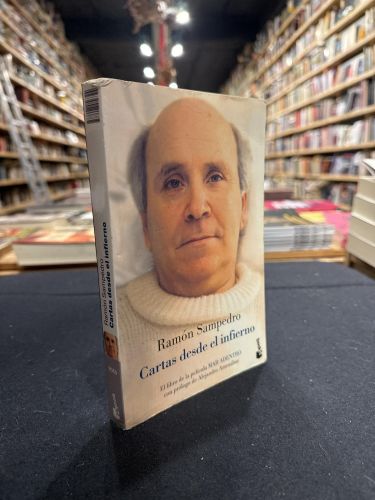 Ramón Sampedro
Cartas desde el infierno
El libro de la película MAR ADENTRO
con prólogo de Alejandro Amenábar
Booket
Ramón Sampedro
Cartas desde el infierno